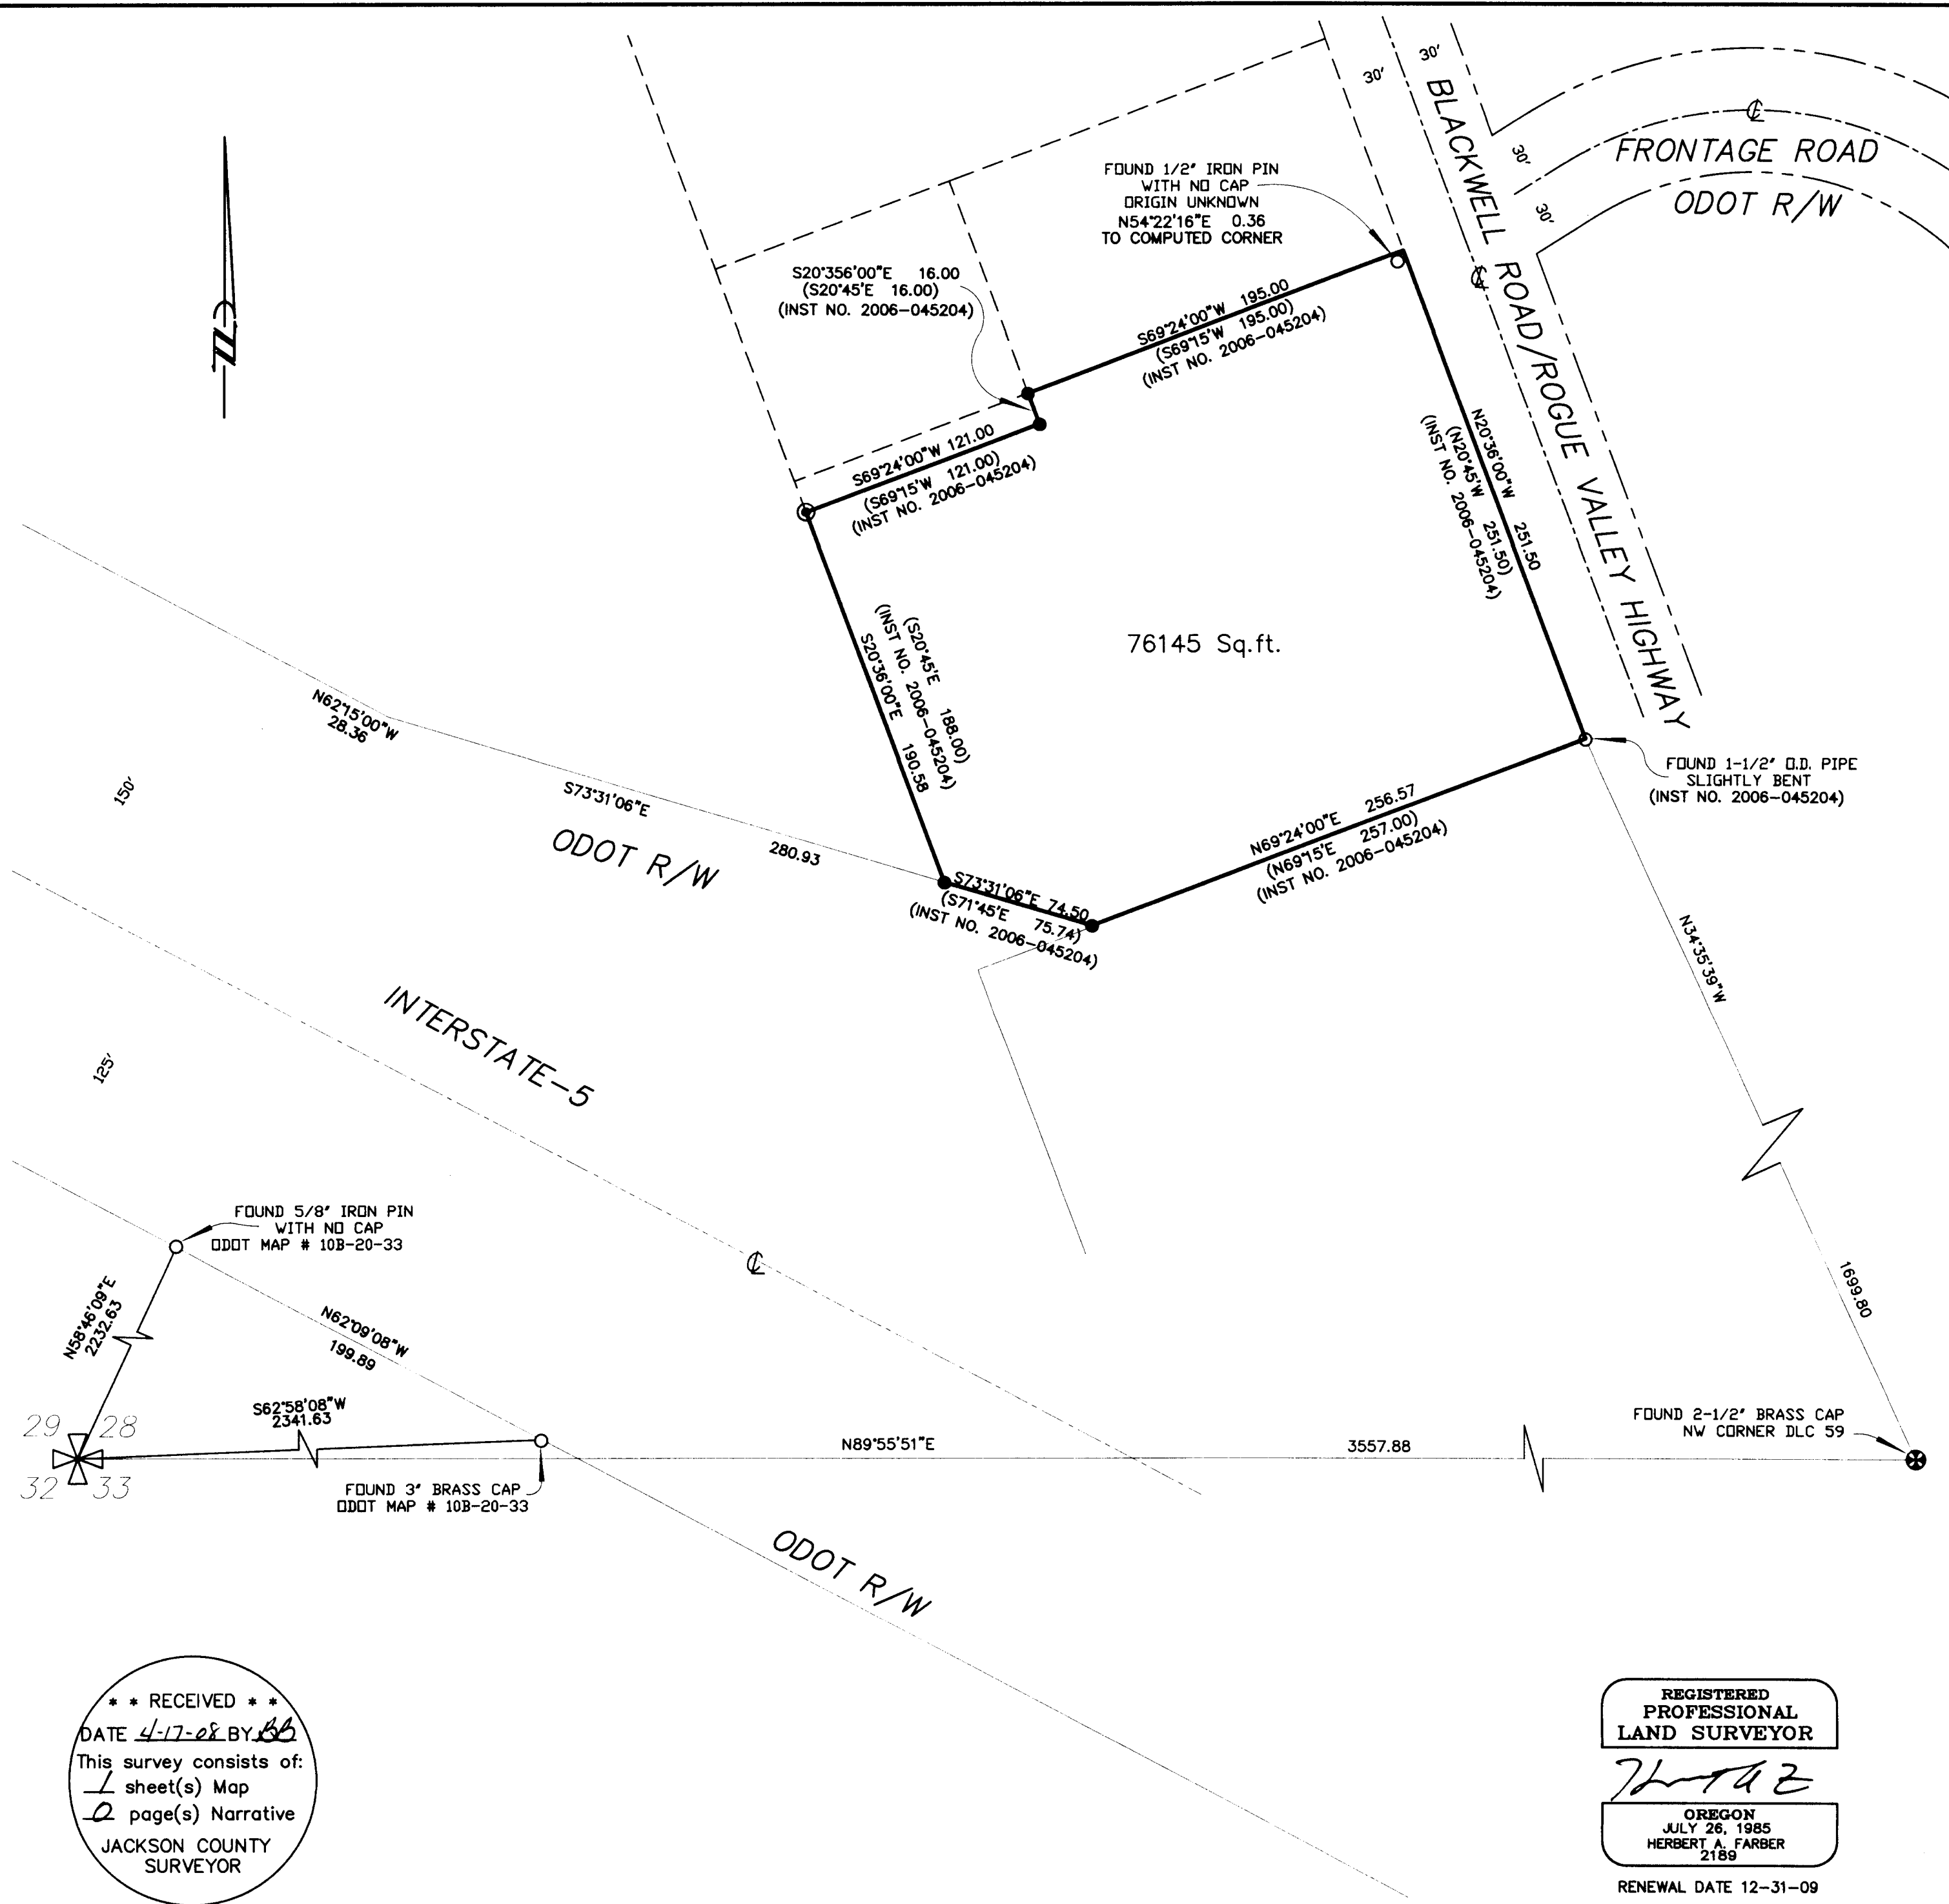 30'
30'
BLACKWELL ROAD/ROGUE VALLEY HIGHWAY
℄
FRONTAGE ROAD
ODOT R/W
30'
30'
℄
FOUND 1/2" IRON PIN
WITH NO CAP
ORIGIN UNKNOWN
N54°22'16"E 0.36
TO COMPUTED CORNER
S20°356'00"E 16.00
(S20°45'E 16.00)
(INST NO. 2006-045204)
S69°24'00"W 195.00
(S69°15'W 195.00)
(INST NO. 2006-045204)
S69°24'00"W 121.00
(S69°15'W 121.00)
(INST NO. 2006-045204)
N20°36'00"W 251.50
(N20°45'W 251.50)
(INST NO. 2006-045204)
76145 Sq.ft.
(S20°45'E 188.00)
(INST NO. 2006-045204)
S20°36'00"E 190.58
N62°15'00"W
28.36
150'
S73°31'06"E
280.93
ODOT R/W
FOUND 1-1/2" O.D. PIPE
SLIGHTLY BENT
(INST NO. 2006-045204)
N69°24'00"E 256.57
(N69°15'E 257.00)
(INST NO. 2006-045204)
S73°31'06"E 74.50
(S71°45'E 75.74)
(INST NO. 2006-045204)
N34°35'39"W
1699.80
INTERSTATE-5
125'
℄
FOUND 5/8" IRON PIN
WITH NO CAP
ODOT MAP # 10B-20-33
N58°46'09"E
2232.63
N62°09'08"W
199.89
29 28
32 33
S62°58'08"W
2341.63
FOUND 3" BRASS CAP
ODOT MAP # 10B-20-33
N89°55'51"E
3557.88
FOUND 2-1/2" BRASS CAP
NW CORNER DLC 59
ODOT R/W
* * RECEIVED * *
DATE 4-17-08 BY BB
This survey consists of:
1 sheet(s) Map
0 page(s) Narrative
JACKSON COUNTY
SURVEYOR
REGISTERED
PROFESSIONAL
LAND SURVEYOR
OREGON
JULY 26, 1985
HERBERT A. FARBER
2189
RENEWAL DATE 12-31-09